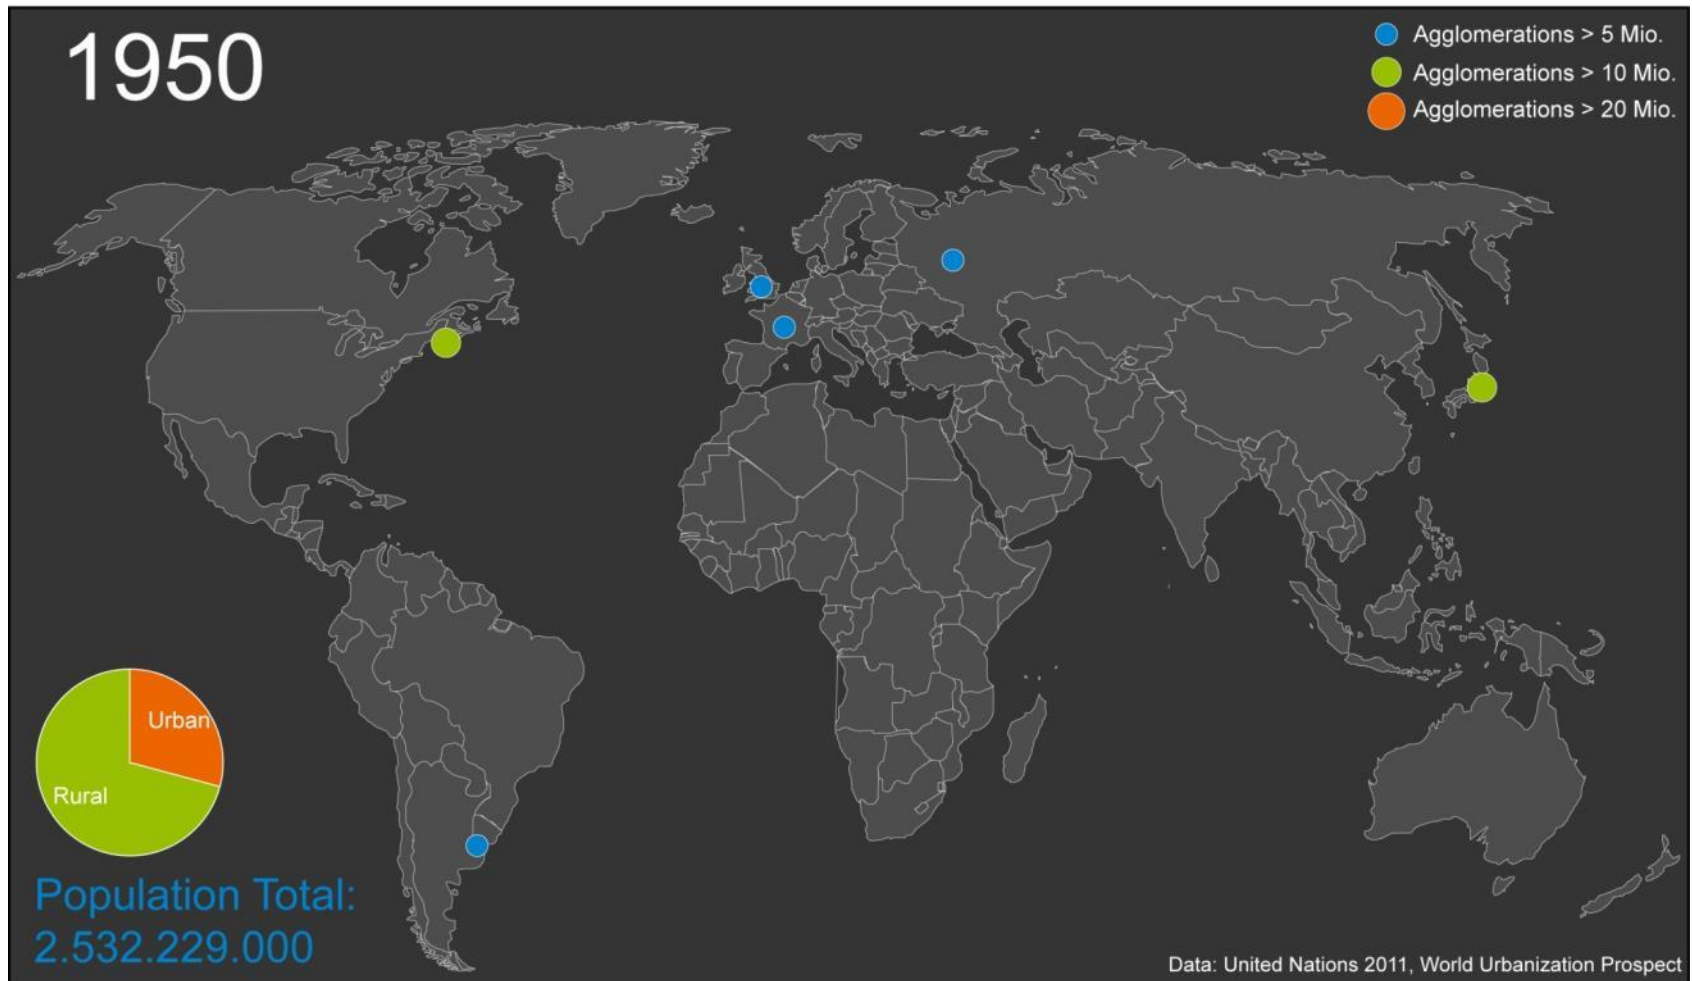 1950
Agglomerations > 5 Mio.
Agglomerations > 10 Mio.
Agglomerations > 20 Mio.
Urban
Rural
Population Total:
2.532.229.000
Data: United Nations 2011, World Urbanization Prospect